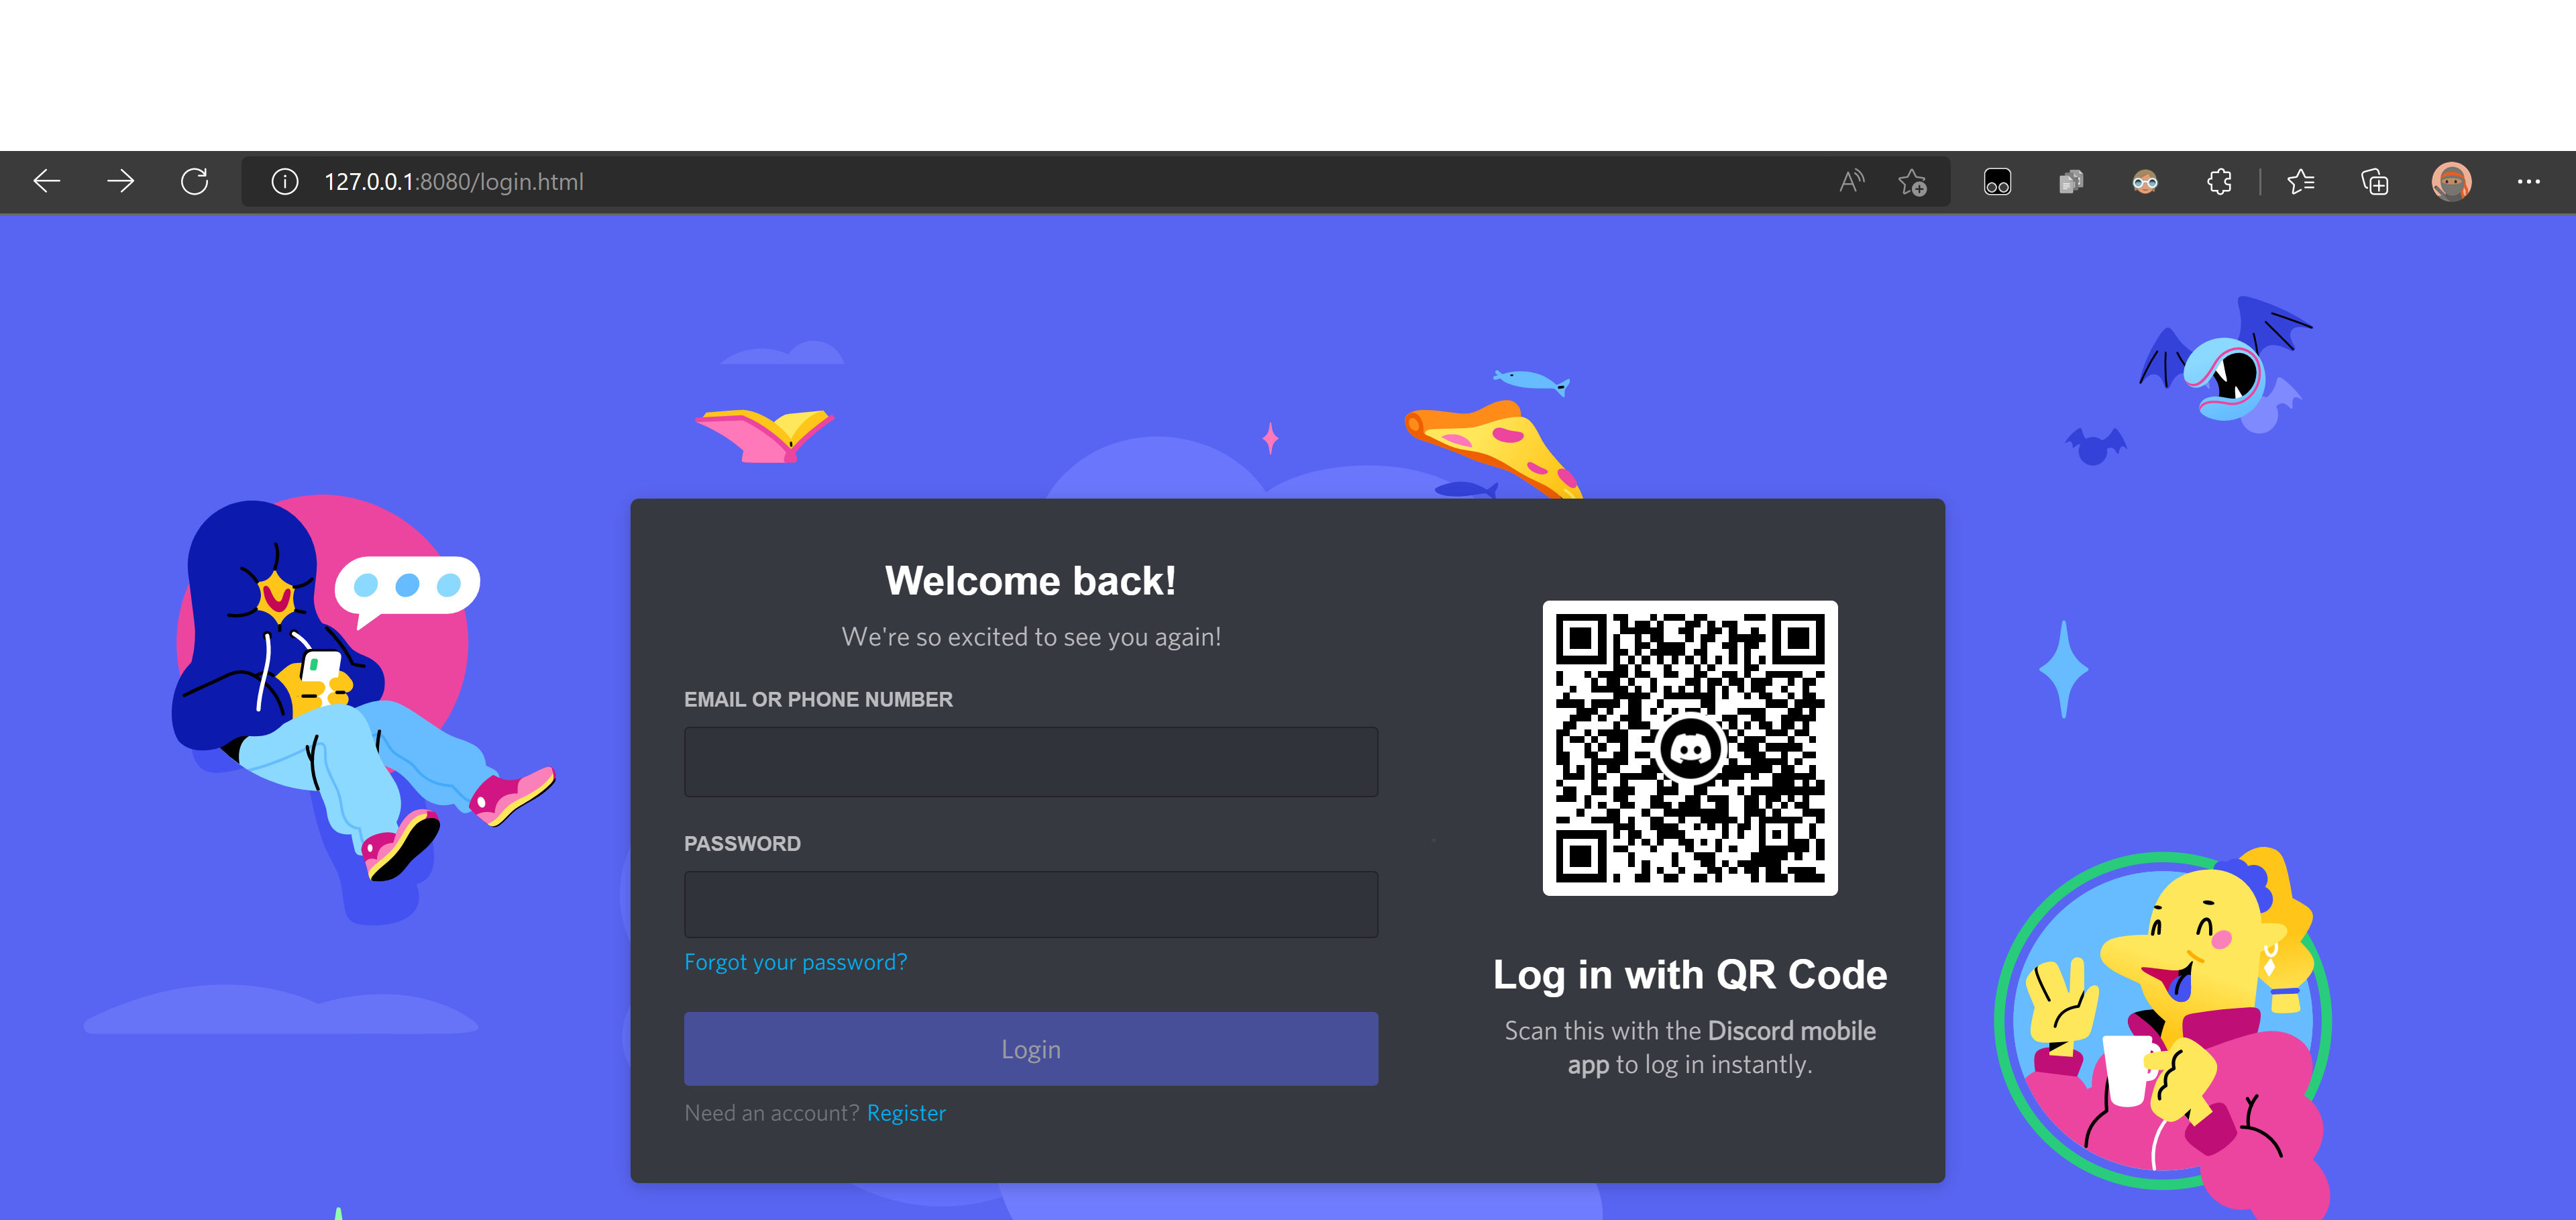 127.0.0.1:8080/login.html
Welcome back!
We're so excited to see you again!
EMAIL OR PHONE NUMBER
PASSWORD
Forgot your password?
Login
Need an account? Register
Log in with QR Code
Scan this with the Discord mobile
app to log in instantly.